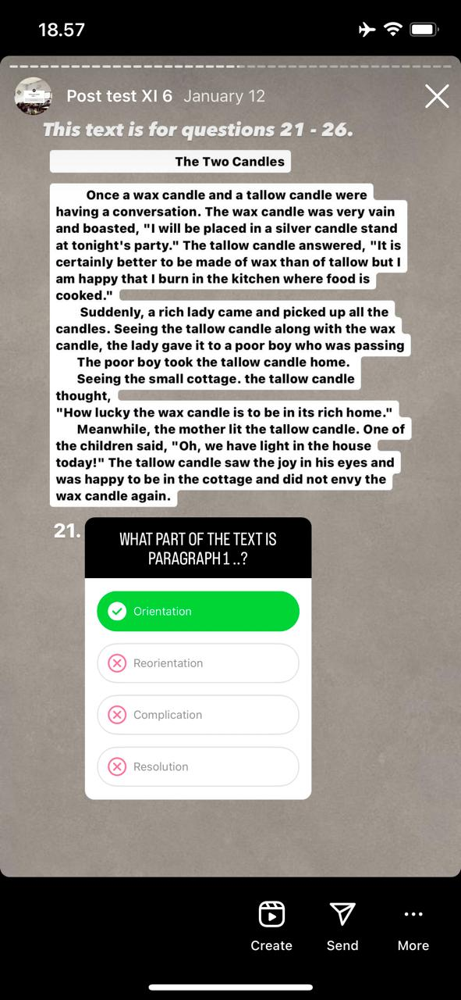 18.57
Post test XI 6 January 12
This text is for questions 21 - 26.
The Two Candles
Once a wax candle and a tallow candle were
having a conversation. The wax candle was very vain
and boasted, "I will be placed in a silver candle stand
at tonight's party." The tallow candle answered, "It is
certainly better to be made of wax than of tallow but I
am happy that I burn in the kitchen where food is
cooked."
Suddenly, a rich lady came and picked up all the
candles. Seeing the tallow candle along with the wax
candle, the lady gave it to a poor boy who was passing
The poor boy took the tallow candle home.
Seeing the small cottage. the tallow candle
thought,
"How lucky the wax candle is to be in its rich home."
Meanwhile, the mother lit the tallow candle. One of
the children said, "Oh, we have light in the house
today!" The tallow candle saw the joy in his eyes and
was happy to be in the cottage and did not envy the
wax candle again.
21.
WHAT PART OF THE TEXT IS
PARAGRAPH 1 ..?
Orientation
Reorientation
Complication
Resolution
Create Send More